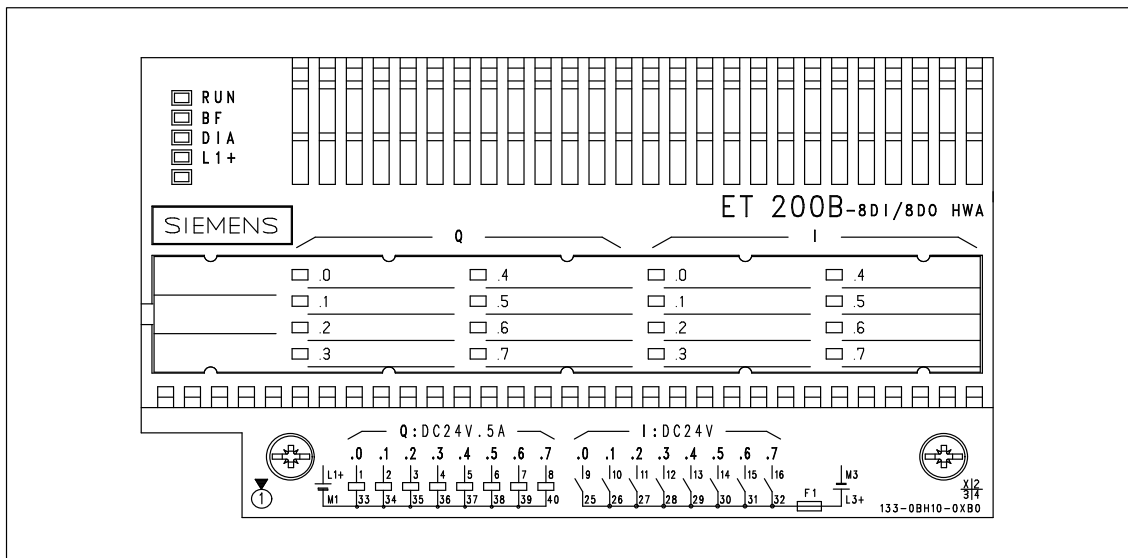 RUN
BF
DIA
L1+
ET 200B-8DI/8DO HWA
SIEMENS
Q I
.0 .4 .0 .4
.1 .5 .1 .5
.2 .6 .2 .6
.3 .7 .3 .7
Q:DC24V.5A I:DC24V
.0 .1 .2 .3 .4 .5 .6 .7 .0 .1 .2 .3 .4 .5 .6 .7
L1+ 1 2 3 4 5 6 7 8 9 10 11 12 13 14 15 16 M3
M1 33 34 35 36 37 38 39 40 25 26 27 28 29 30 31 32 F1 L3+
1
X 2
3 4
133-0BH10-0XB0